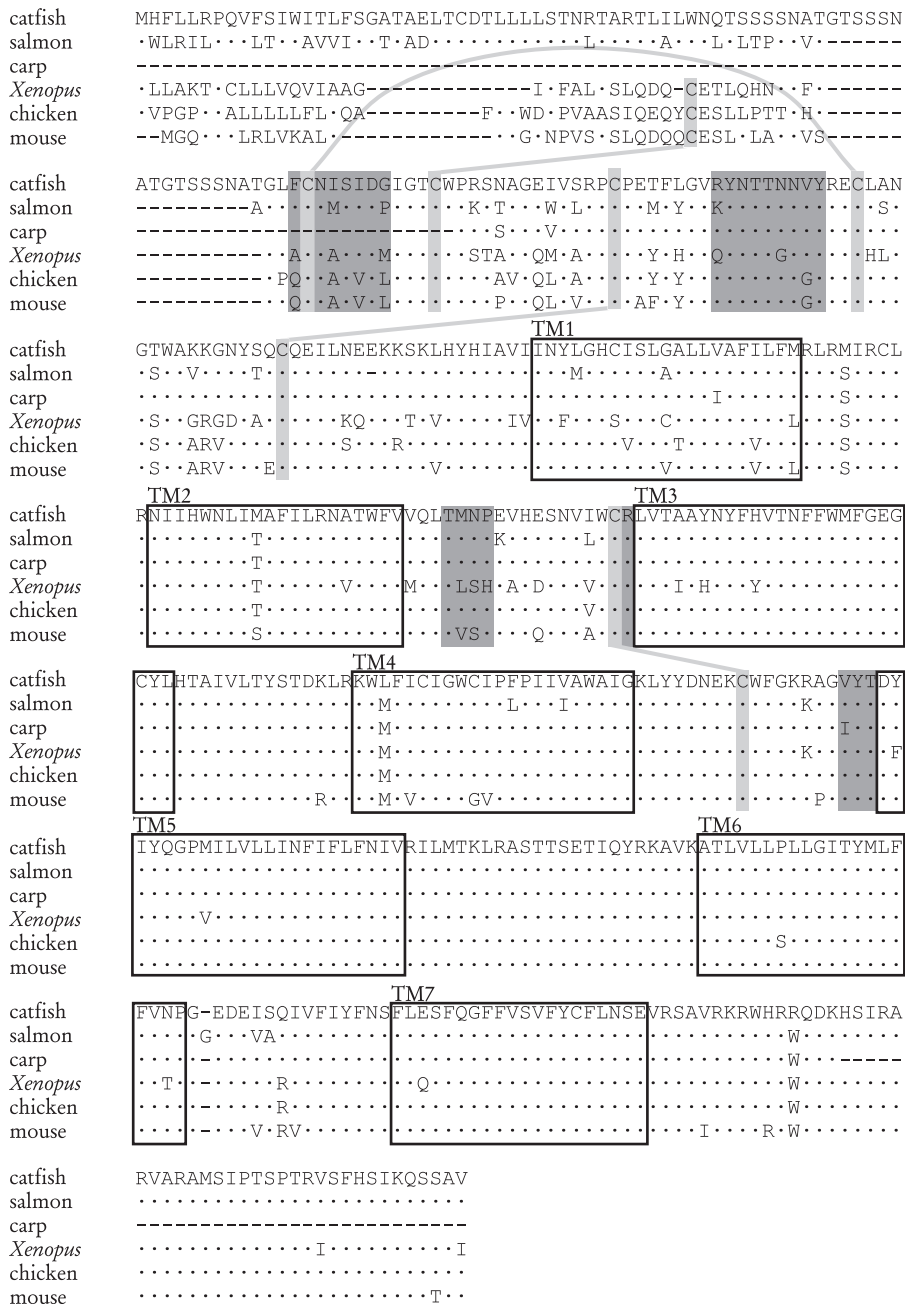 catfish MHFLLRPQVFSIWITLFSGATAELTCDTLLLLSTNRTARTLILWNQTSSSSNATGTSSSN
salmon ·WLRIL···LT··AVVI··T·AD············L·····A···L·LTP··V·------
carp ------------------------------------------------------------
Xenopus ·LLAKT·CLLLVQVIAAG-------------I·FAL·SLQDQ-CETLQHN··F·------
chicken ·VPGP··ALLLLLFL·QA---------F··WD·PVAASIQEQYCESLLPTT·H·------
mouse --MGQ···LRLVKAL·------------··G·NPVS·SLQDQQCESL·LA··VS------
catfish ATGTSSSNATGLFCNISIDGIGTCWPRSNAGEIVSRPCPETFLGVRYNTTNNVYRECLAN
salmon ---------A·····M···P······K·T···W·L·····M·Y··K············S·
carp -------------------------···S···V···························
Xenopus ----------··A··A···M······STA··QM·A·····Y·H··Q····G······HL·
chicken -----------PQ··A·V·L········AV·QL·A·····Y·Y·········G·······
mouse ----------··Q··A·V·L········P··QL·V····AF·Y·········G·······
TM1
catfish GTWAKKGNYSQCQEILNEEKKSKLHYHIAVIINYLGHCISLGALLVAFILFMRLRMIRCL
salmon ·S··V····T········-···············M······A·············S····
carp ·············································I·········S····
Xenopus ·S··GRGD·A······KQ···T·V·····IV··F···S···C·········L···S····
chicken ·S··ARV·········S···R·················V···T·····V······S····
mouse ·S··ARV···E············V·················V······V··L···S····
TM2 TM3
catfish RNIIHWNLIMAFILRNATWFVVQLTMNPEVHESNVIWCRLVTAAYNYFHVTNFFWMFGEG
salmon ·········T··················K······L························
carp ·········T··················································
Xenopus ·········T······V····M···LSH·A·D···V······I·H···Y···········
chicken ·········T·························V························
mouse ·········S···············VS····Q···A························
TM4
catfish CYLHTAIVLTYSTDKLRKWLFICIGWCIPFPIIVAWAIGKLYYDNEKCWFGKRAGVYTDY
salmon ···················M·········L···I··················K·······
carp ···················M···································I····
Xenopus ···················M································K······F
chicken ···················M········································
mouse ··············R····M·V····GV·························P······
TM5 TM6
catfish IYQGPMILVLLINFIFLFNIVRILMTKLRASTTSETIQYRKAVKATLVLLPLLGITYMLF
salmon ····························································
carp ····························································
Xenopus ·····V······················································
chicken ··················································S·········
mouse ····························································
TM7
catfish FVNPG-EDEISQIVFIYFNSFLESFQGFFVSVFYCFLNSEVRSAVRKRWHRRQDKHSIRA
salmon ·····G···VA········································W········
carp ·····-·············································W···-----
Xenopus ··T··-·····R··········Q····························W········
chicken ·····-·····R·······································W········
mouse ·····-···V·RV·······························I····R·W········
catfish RVARAMSIPTSPTRVSFHSIKQSSAV
salmon ··························
carp --------------------------
Xenopus ··············I··········I
chicken ··························
mouse ·······················T··